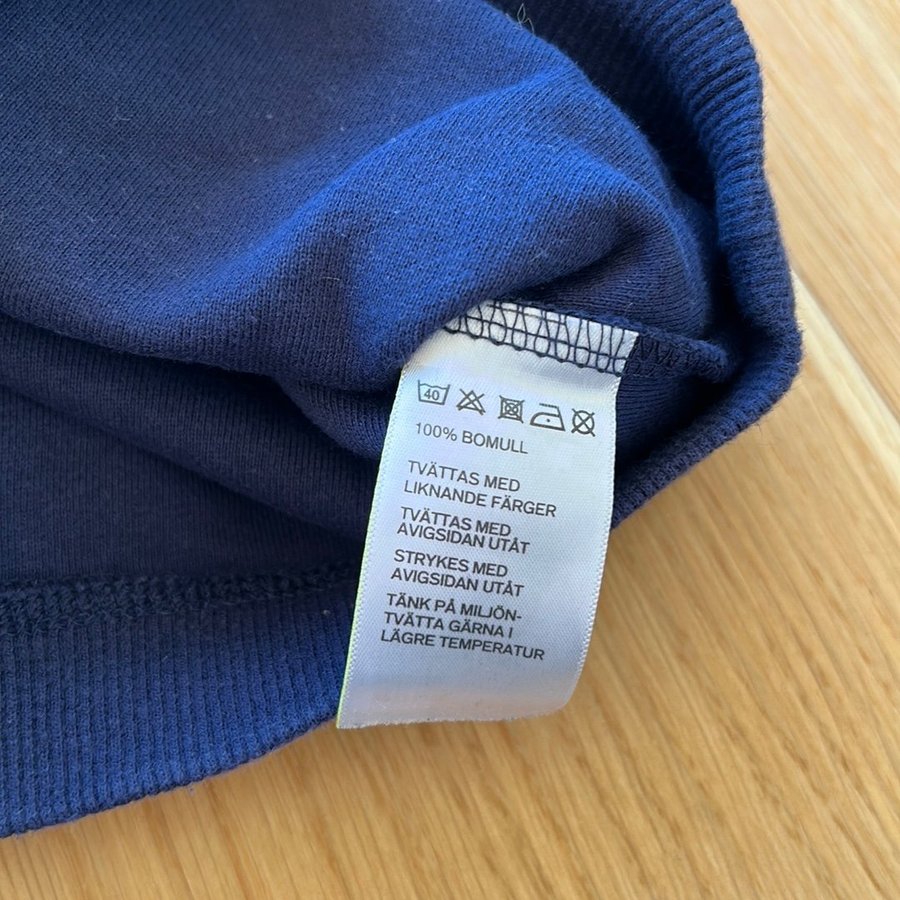 40
100% BOMULL
TVÄTTAS MED
LIKNANDE FÄRGER
TVÄTTAS MED
AVIGSIDAN UTÅT
STRYKES MED
AVIGSIDAN UTÅT
TÄNK PÅ MILJÖN-
TVÄTTA GÄRNA I
LÄGRE TEMPERATUR